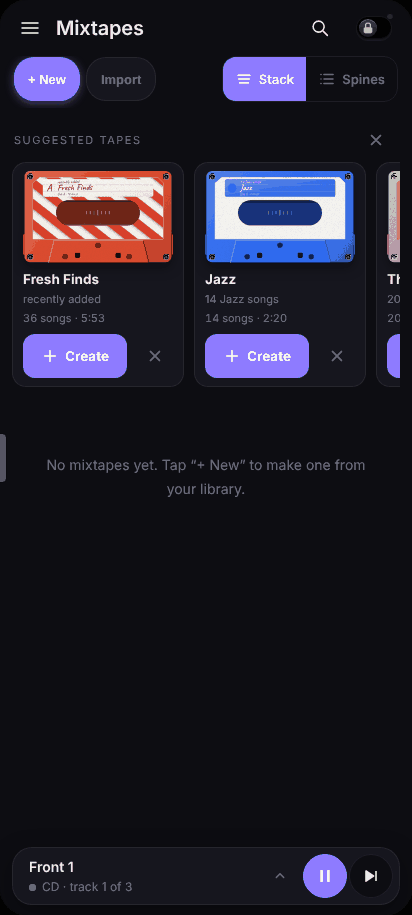 Mixtapes
+ New
Import
Stack
Spines
SUGGESTED TAPES
A Fresh Finds
Jazz
Fresh Finds
recently added
36 songs · 5:53
Create
Jazz
14 Jazz songs
14 songs · 2:20
Create
No mixtapes yet. Tap “+ New” to make one from
your library.
Front 1
CD · track 1 of 3